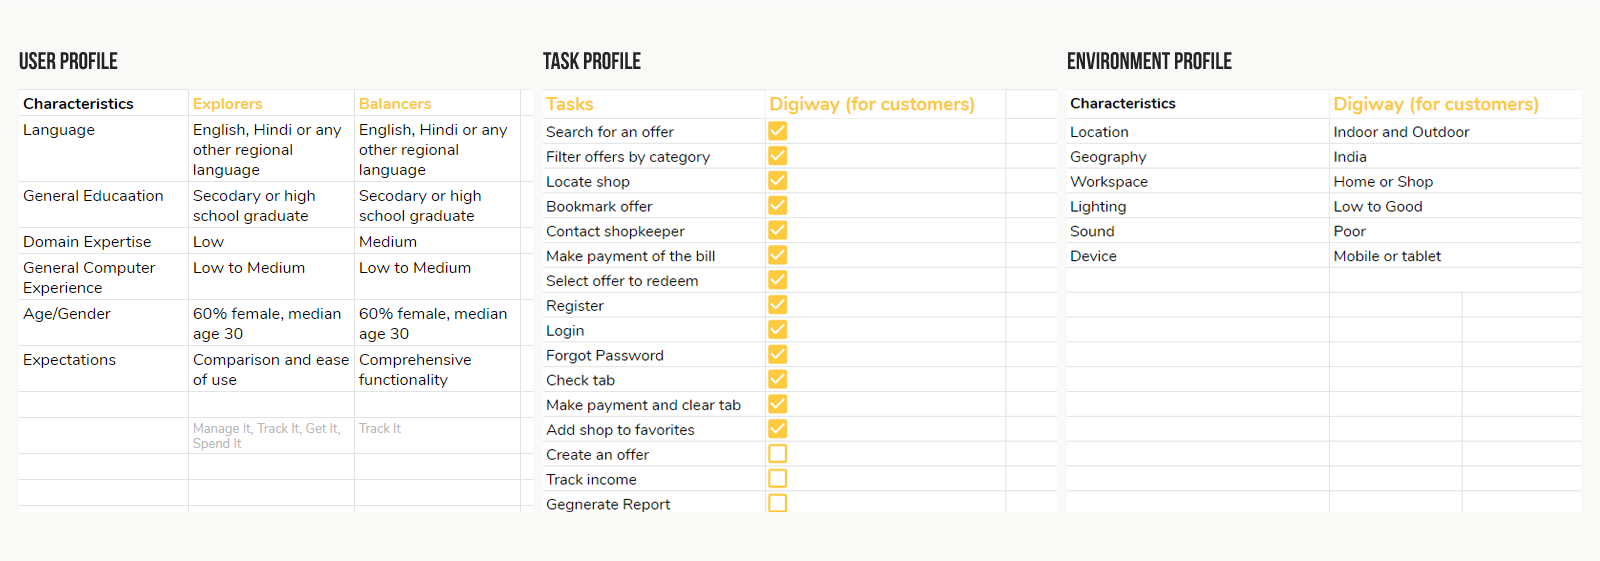 USER PROFILE
Characteristics Explorers Balancers
Language English, Hindi or any English, Hindi or any
other regional other regional
language language
General Educaation Secodary or high Secodary or high
school graduate school graduate
Domain Expertise Low Medium
General Computer Low to Medium Low to Medium
Experience
Age/Gender 60% female, median 60% female, median
age 30 age 30
Expectations Comparison and ease Comprehensive
of use functionality
Manage It, Track It, Get It, Track It
Spend It
TASK PROFILE
Tasks Digiway (for customers)
Search for an offer
Filter offers by category
Locate shop
Bookmark offer
Contact shopkeeper
Make payment of the bill
Select offer to redeem
Register
Login
Forgot Password
Check tab
Make payment and clear tab
Add shop to favorites
Create an offer
Track income
Gegnerate Report
ENVIRONMENT PROFILE
Characteristics Digiway (for customers)
Location Indoor and Outdoor
Geography India
Workspace Home or Shop
Lighting Low to Good
Sound Poor
Device Mobile or tablet